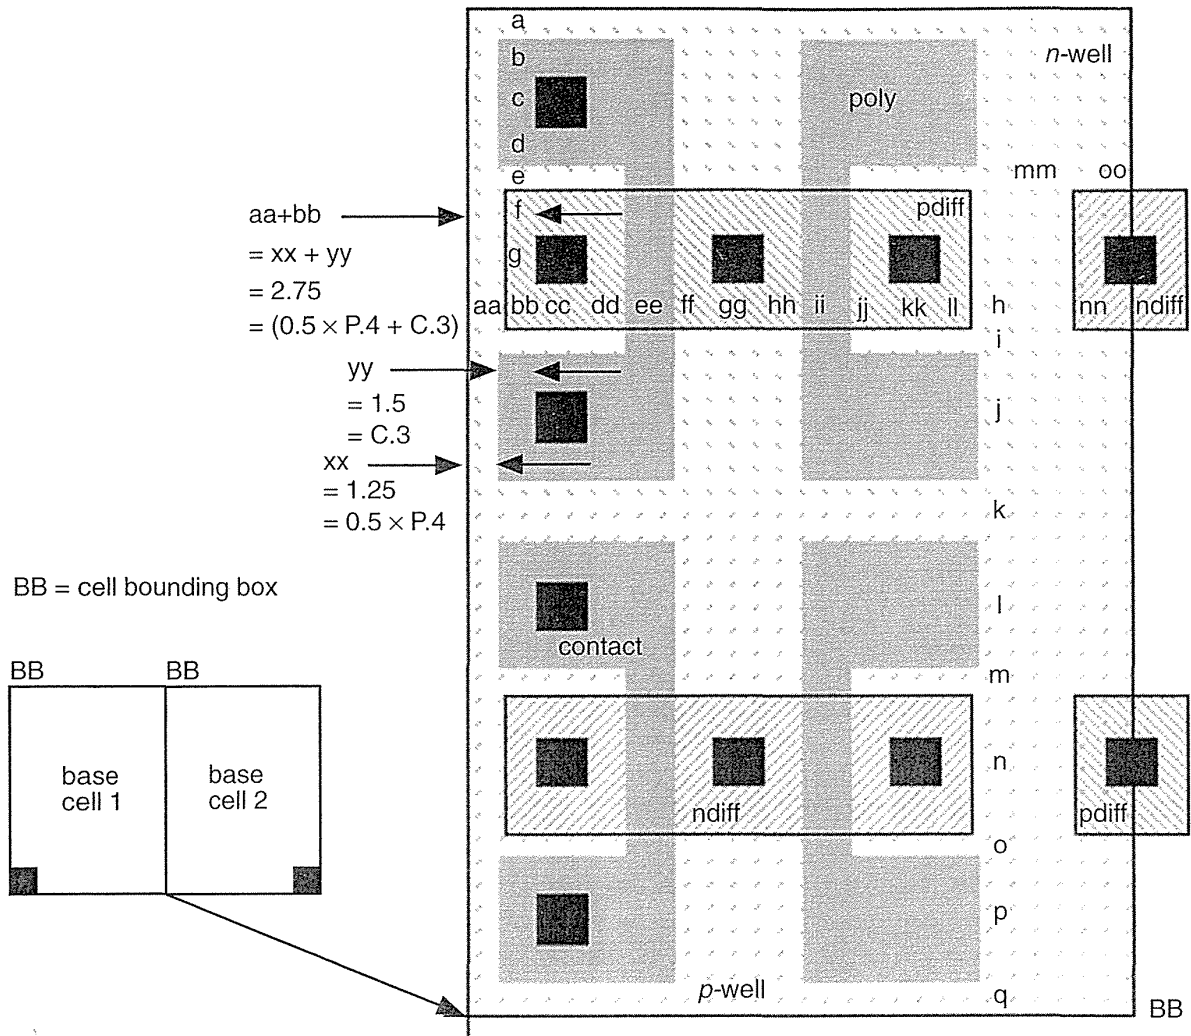 a
b
n-well
c
poly
d
e
mm
oo
f
pdiff
aa+bb
= xx + yy
g
= 2.75
aa bb cc dd ee ff gg hh ii jj kk ll h nn ndiff
= (0.5 × P.4 + C.3)
i
yy
= 1.5
j
= C.3
xx
= 1.25
k
= 0.5 × P.4
BB = cell bounding box
l
contact
BB BB
m
base
cell 1
base
cell 2
n
ndiff
pdiff
o
p
p-well
q
BB